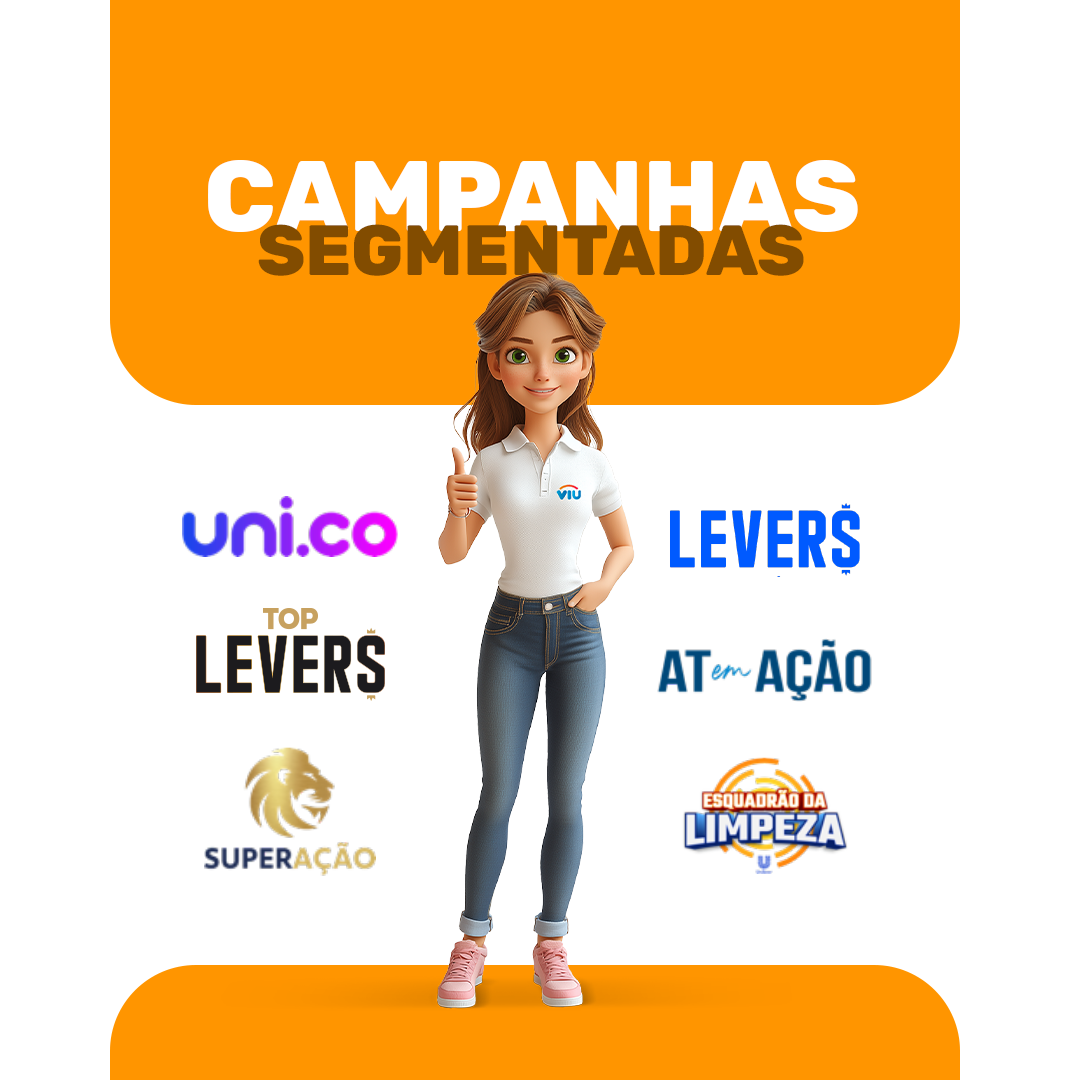 CAMPANHAS
SEGMENTADAS
VIU
uni.co
LEVERS
TOP
LEVERS
AT em AÇÃO
SUPERAÇÃO
ESQUADRÃO DA
LIMPEZA